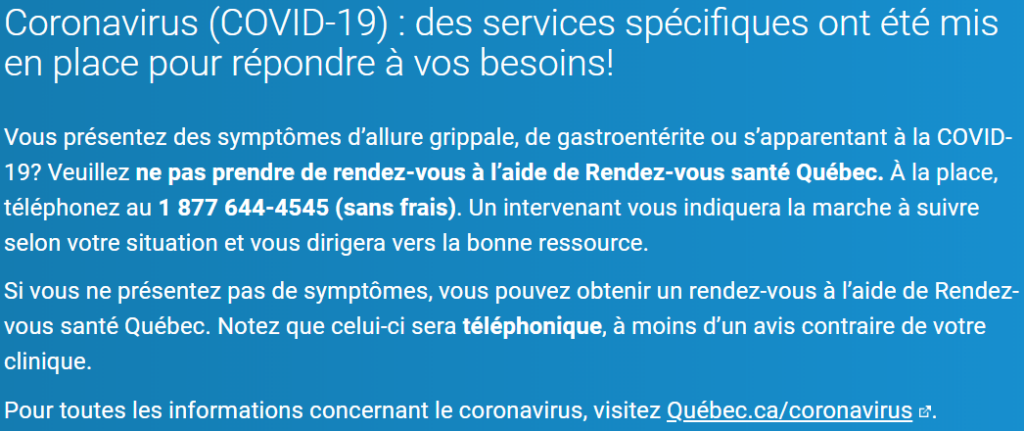 Coronavirus (COVID-19) : des services spécifiques ont été mis
en place pour répondre à vos besoins!
Vous présentez des symptômes d'allure grippale, de gastroentérite ou s'apparentant à la COVID-
19? Veuillez ne pas prendre de rendez-vous à l'aide de Rendez-vous santé Québec. À la place,
téléphonez au 1 877 644-4545 (sans frais). Un intervenant vous indiquera la marche à suivre
selon votre situation et vous dirigera vers la bonne ressource.
Si vous ne présentez pas de symptômes, vous pouvez obtenir un rendez-vous à l'aide de Rendez-
vous santé Québec. Notez que celui-ci sera téléphonique, à moins d'un avis contraire de votre
clinique.
Pour toutes les informations concernant le coronavirus, visitez Québec.ca/coronavirus.